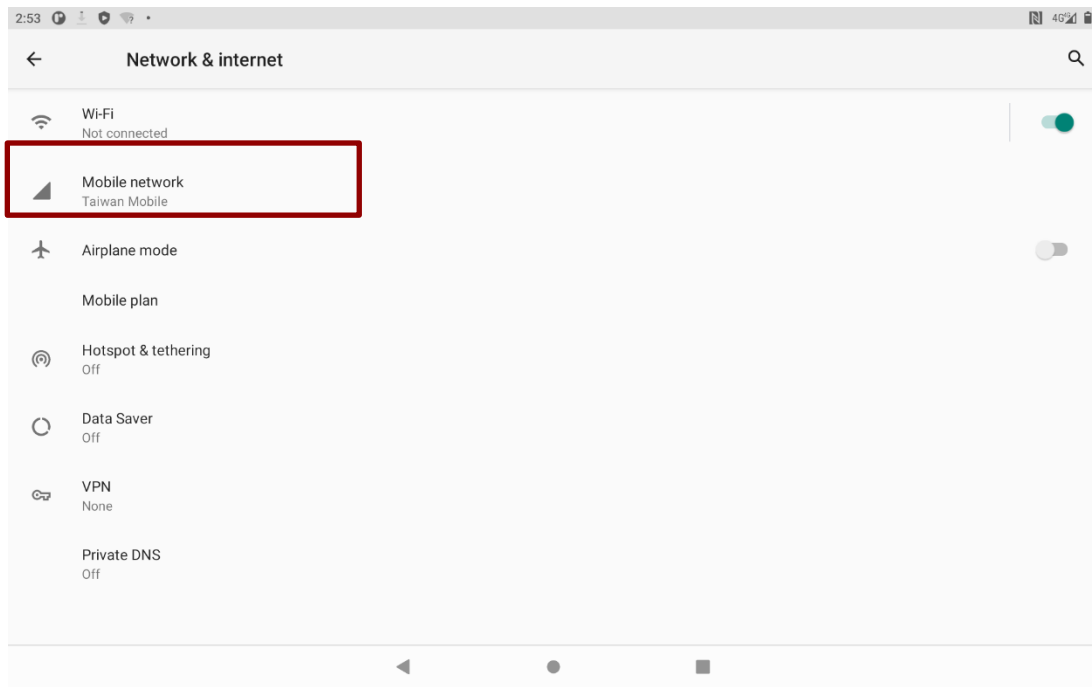 2:53
4G
Network & internet
Wi-Fi
Not connected
Mobile network
Taiwan Mobile
Airplane mode
Mobile plan
Hotspot & tethering
Off
Data Saver
Off
VPN
None
Private DNS
Off